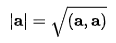 |𝐚| = √(𝐚, 𝐚)